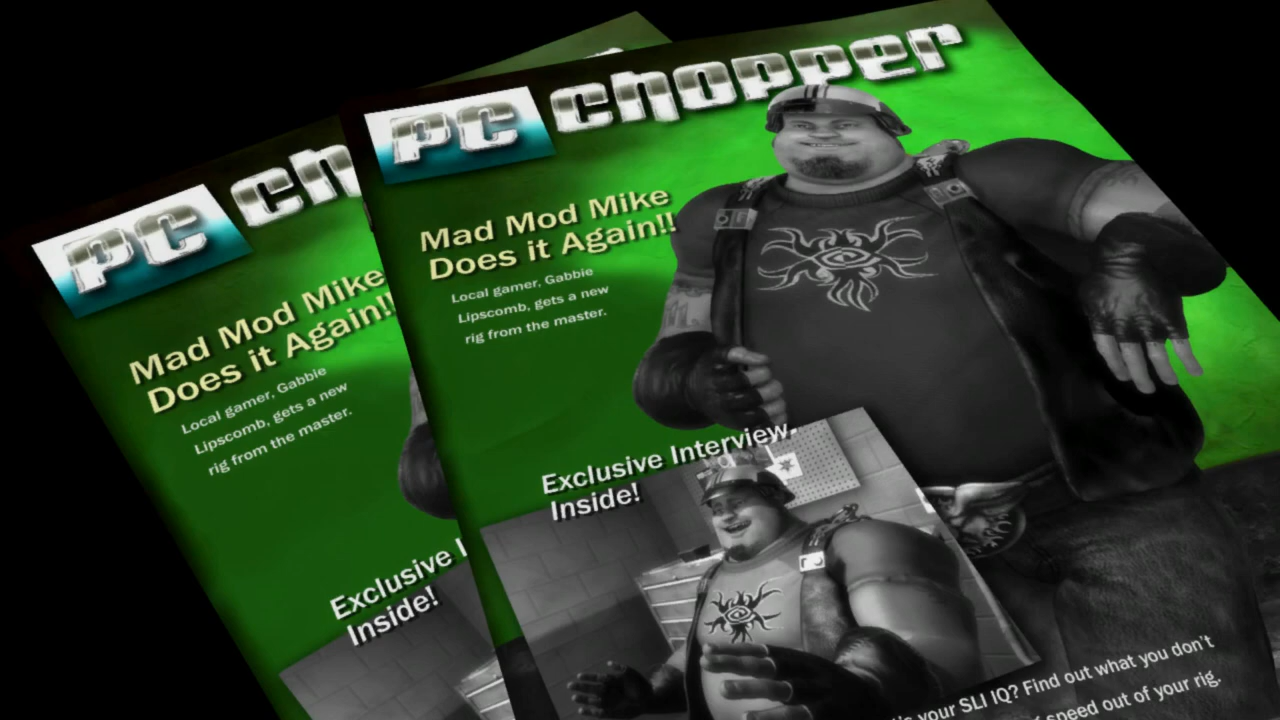 PC chopper
Mad Mod Mike
Does it Again!!
Local gamer, Gabbie
Lipscomb, gets a new
rig from the master.
Exclusive Interview
Inside!
your SLI IQ? Find out what you don't
speed out of your rig.
PC ch
Mad Mod Mike
Does it Again!!
Local gamer, Gabbie
Lipscomb, gets a new
rig from the master.
Exclusive
Inside!